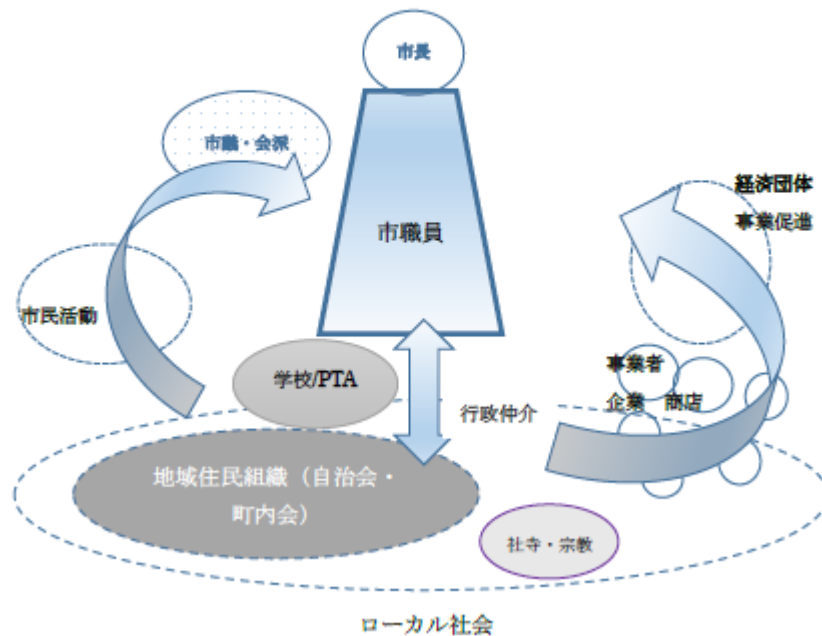 市長
市議・会派
経済団体
事業促進
市職員
市民活動
事業者
学校/PTA
企業 商店
行政仲介
地域住民組織（自治会・
町内会）
社寺・宗教
ローカル社会